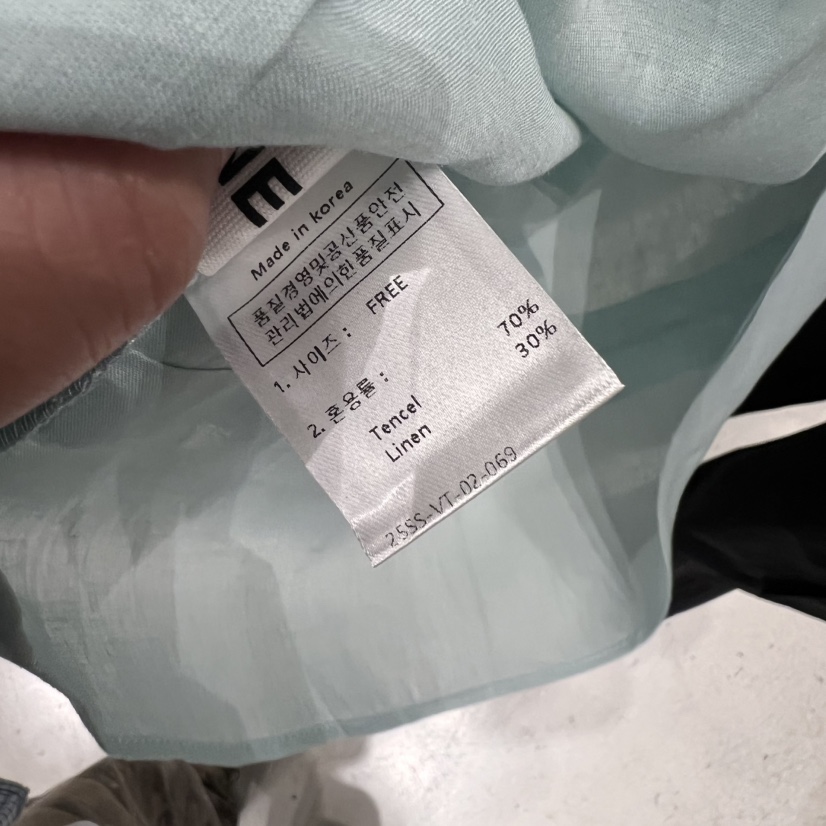 NE
Made in korea
품질경영및공산품안전
관리법에의한품질표시
1. 사이즈 : FREE
2. 혼용률 :
Tencel 70%
Linen 30%
25SS-VT-02-069